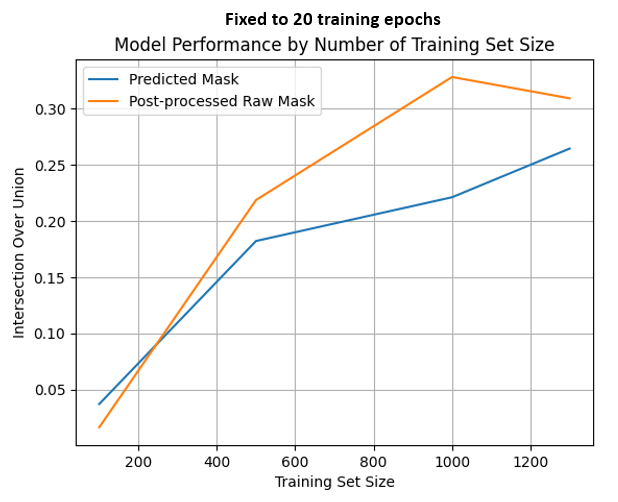 Fixed to 20 training epochs
Model Performance by Number of Training Set Size
Predicted Mask
Post-processed Raw Mask
Intersection Over Union
0.30
0.25
0.20
0.15
0.10
0.05
200 400 600 800 1000 1200
Training Set Size